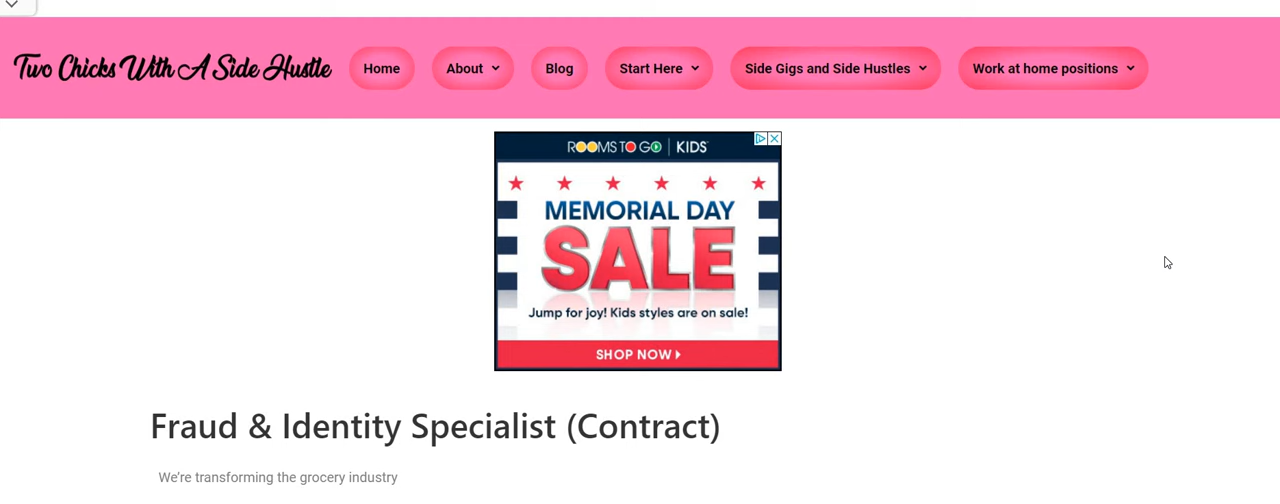 Two Chicks With A Side Hustle Home About Blog Start Here Side Gigs and Side Hustles Work at home positions
ROOMS TO GO | KIDS
MEMORIAL DAY
SALE
Jump for joy! Kids styles are on sale!
SHOP NOW
Fraud & Identity Specialist (Contract)
We’re transforming the grocery industry